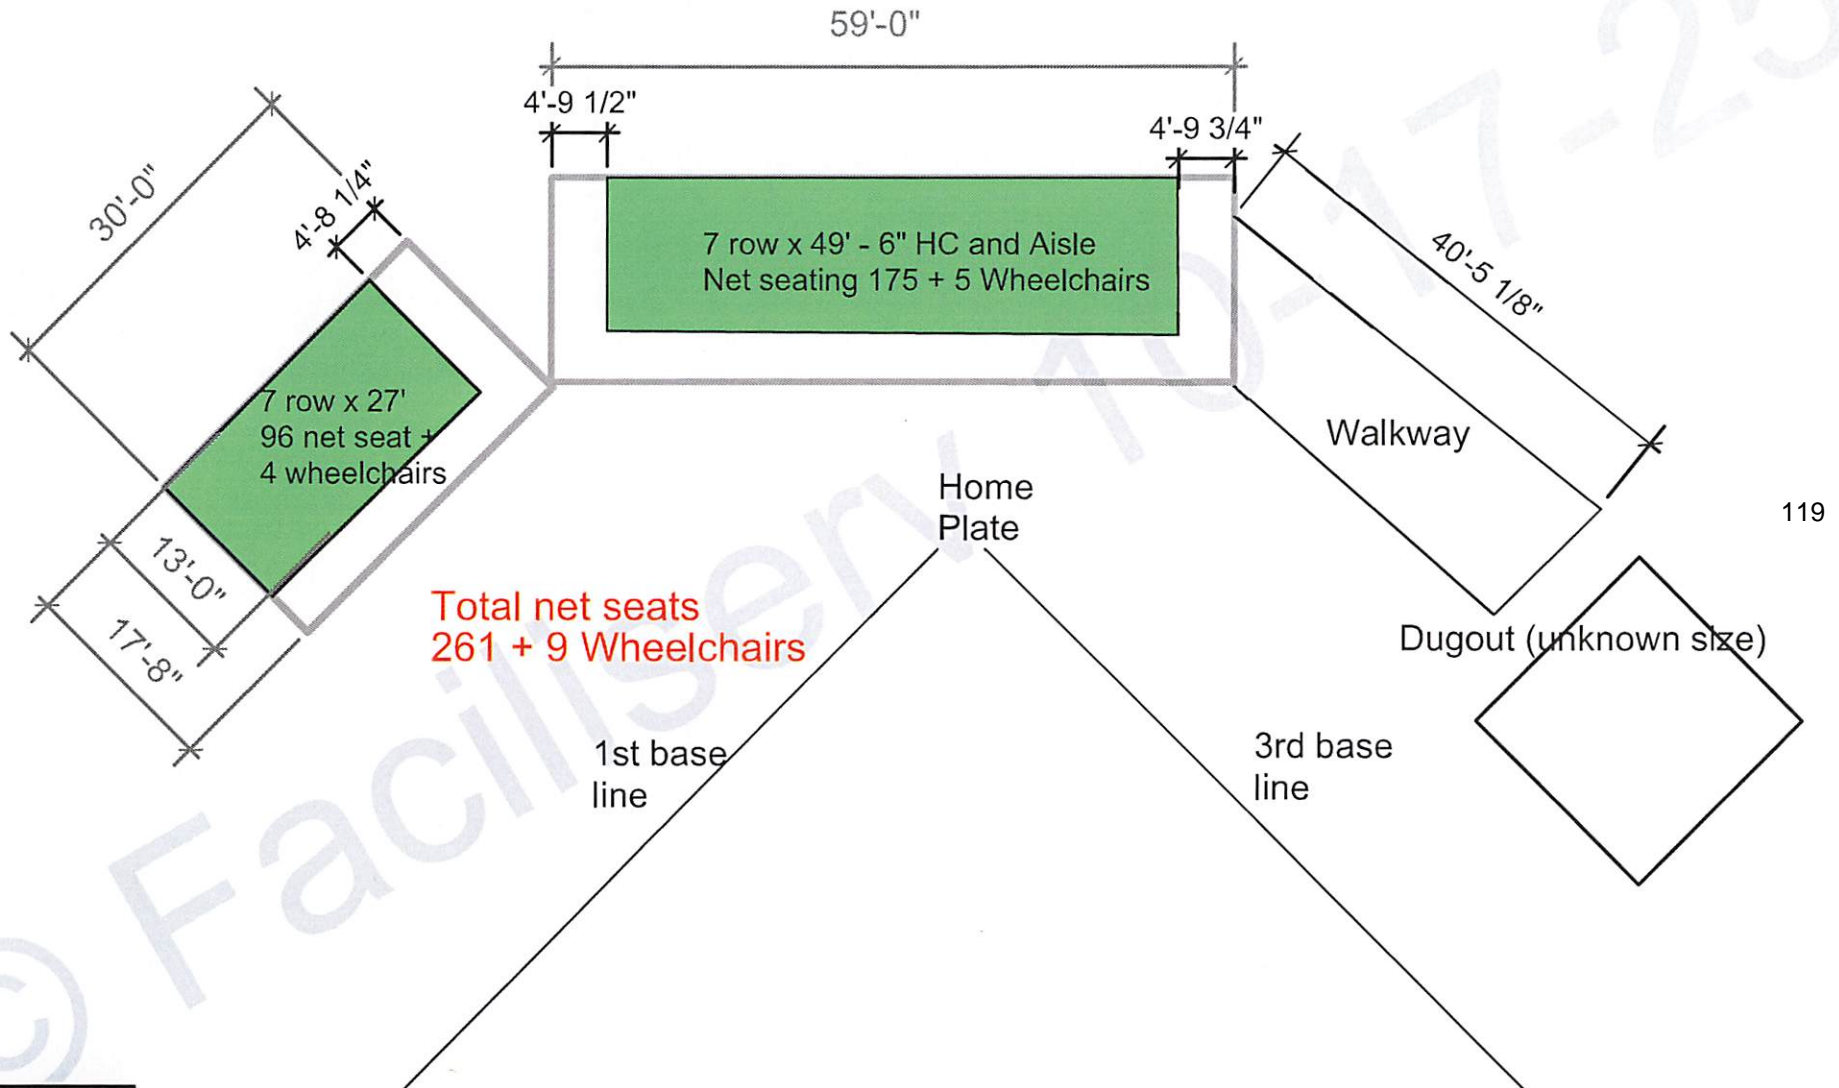 59'-0"
4'-9 1/2"
4'-9 3/4"
30'-0"
4'-8 1/4"
40'-5 1/8"
7 row x 49' - 6" HC and Aisle
Net seating 175 + 5 Wheelchairs
7 row x 27'
96 net seat +
4 wheelchairs
Walkway
Home
Plate
119
13'-0"
17'-8"
Total net seats
261 + 9 Wheelchairs
Dugout (unknown size)
1st base
line
3rd base
line
© Faciliserv 10-17-25